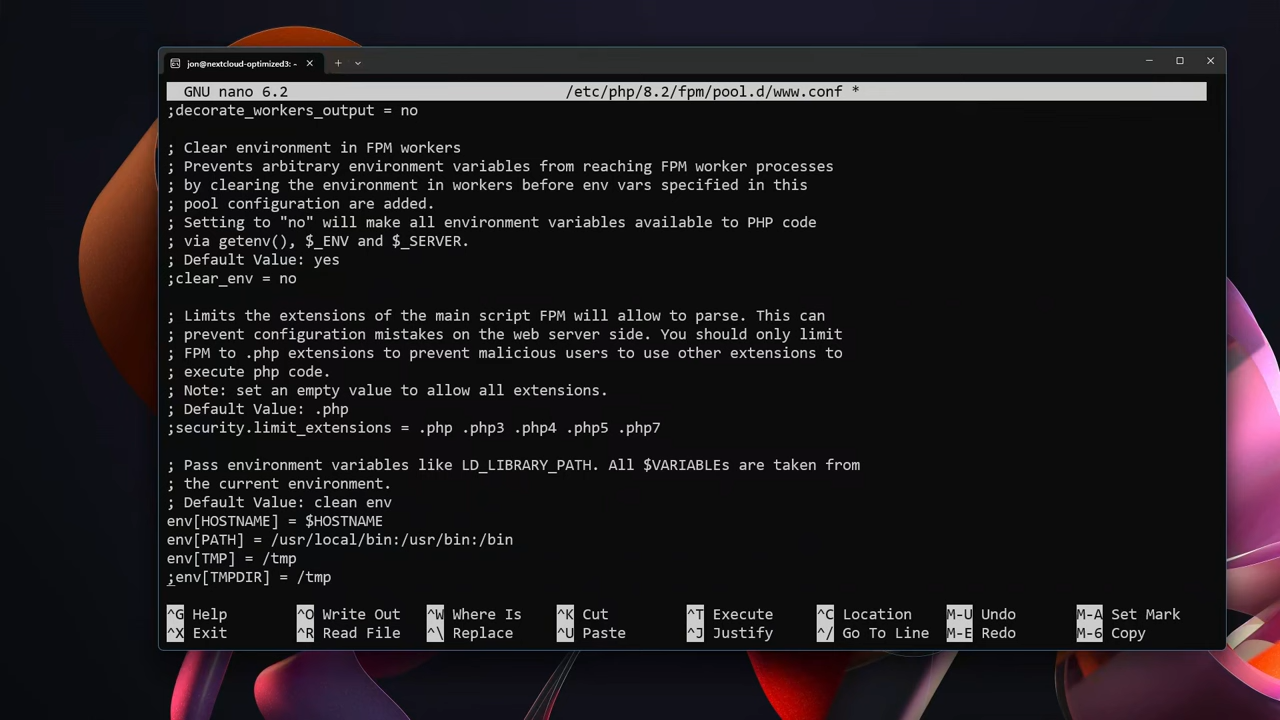 jon@nextcloud-optimized3: ~
GNU nano 6.2 /etc/php/8.2/fpm/pool.d/www.conf *
;decorate_workers_output = no
; Clear environment in FPM workers
; Prevents arbitrary environment variables from reaching FPM worker processes
; by clearing the environment in workers before env vars specified in this
; pool configuration are added.
; Setting to "no" will make all environment variables available to PHP code
; via getenv(), $_ENV and $_SERVER.
; Default Value: yes
;clear_env = no
; Limits the extensions of the main script FPM will allow to parse. This can
; prevent configuration mistakes on the web server side. You should only limit
; FPM to .php extensions to prevent malicious users to use other extensions to
; execute php code.
; Note: set an empty value to allow all extensions.
; Default Value: .php
;security.limit_extensions = .php .php3 .php4 .php5 .php7
; Pass environment variables like LD_LIBRARY_PATH. All $VARIABLEs are taken from
; the current environment.
; Default Value: clean env
env[HOSTNAME] = $HOSTNAME
env[PATH] = /usr/local/bin:/usr/bin:/bin
env[TMP] = /tmp
;env[TMPDIR] = /tmp
^G Help ^O Write Out ^W Where Is ^K Cut ^T Execute ^C Location M-U Undo M-A Set Mark
^X Exit ^R Read File ^\ Replace ^U Paste ^J Justify ^/ Go To Line M-E Redo M-6 Copy